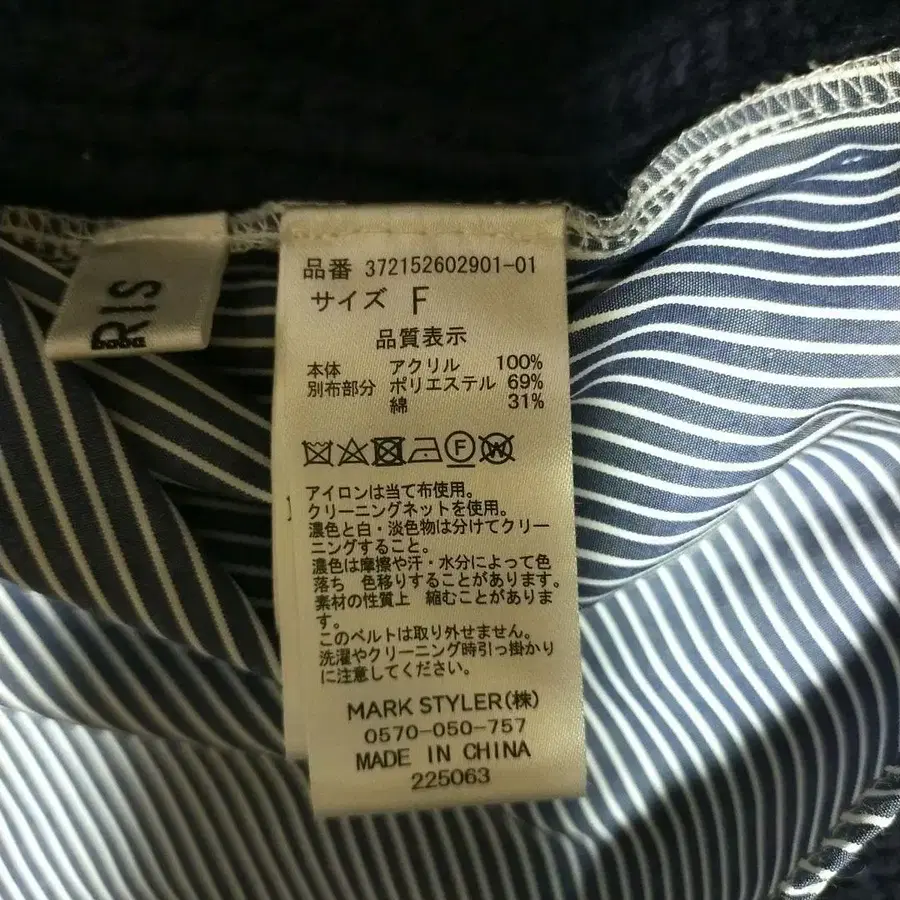 RIS
品番 372152602901-01
サイズ F
品質表示
本体 アクリル 100%
別布部分 ポリエステル 69%
綿 31%
F W
アイロンは当て布使用。
クリーニングネットを使用。
濃色と白・淡色物は分けてクリー
ニングすること。
濃色は摩擦や汗・水分によって色
落ち 色移りすることがあります。
素材の性質上 縮むことがありま
す。
このベルトは取り外せません。
洗濯やクリーニング時引っ掛かり
に注意してください。
MARK STYLER(株)
0570-050-757
MADE IN CHINA
225063